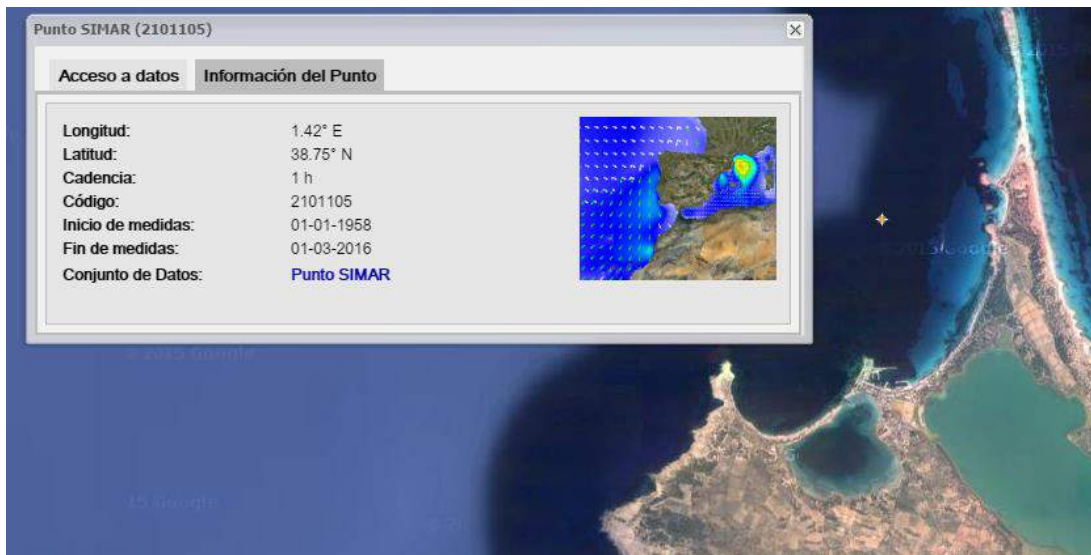 Punto SIMAR (2101105)
Acceso a datos Información del Punto
Longitud: 1.42° E
Latitud: 38.75° N
Cadencia: 1 h
Código: 2101105
Inicio de medidas: 01-01-1958
Fin de medidas: 01-03-2016
Conjunto de Datos: Punto SIMAR
© 2015 Google
© 2015 Google
15 Google